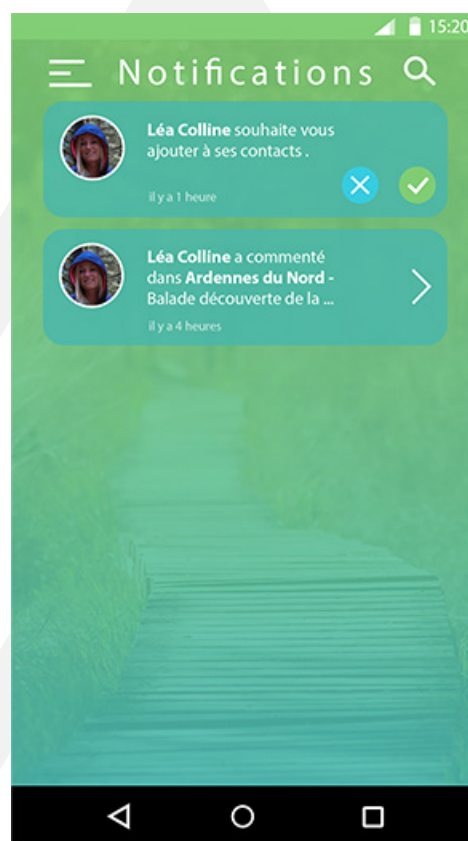 15:20
Notifications
Léa Colline souhaite vous
ajouter à ses contacts .
il y a 1 heure
Léa Colline a commenté
dans Ardennes du Nord -
Balade découverte de la ...
il y a 4 heures